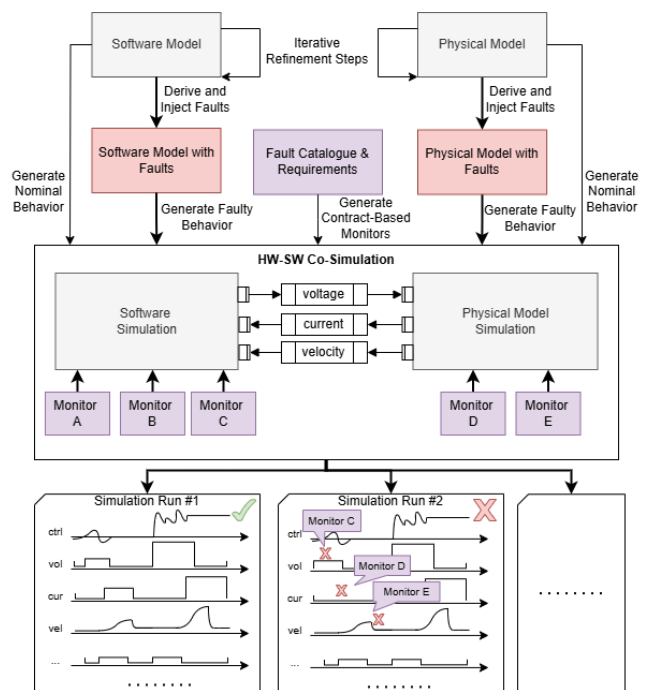 Software Model
Iterative
Refinement Steps
Physical Model
Derive and
Inject Faults
Derive and
Inject Faults
Software Model with
Faults
Fault Catalogue &
Requirements
Physical Model with
Faults
Generate
Nominal
Behavior
Generate Faulty
Behavior
Generate
Contract-Based
Monitors
Generate Faulty
Behavior
Generate
Nominal
Behavior
HW-SW Co-Simulation
Software
Simulation
voltage
current
velocity
Physical Model
Simulation
Monitor
A
Monitor
B
Monitor
C
Monitor
D
Monitor
E
Simulation Run #1
ctrl
vol
cur
vel
...
. . . . . . . .
Simulation Run #2
ctrl
Monitor C
vol
Monitor D
cur
Monitor E
vel
...
. . . . . . . .
. . . . . . . .